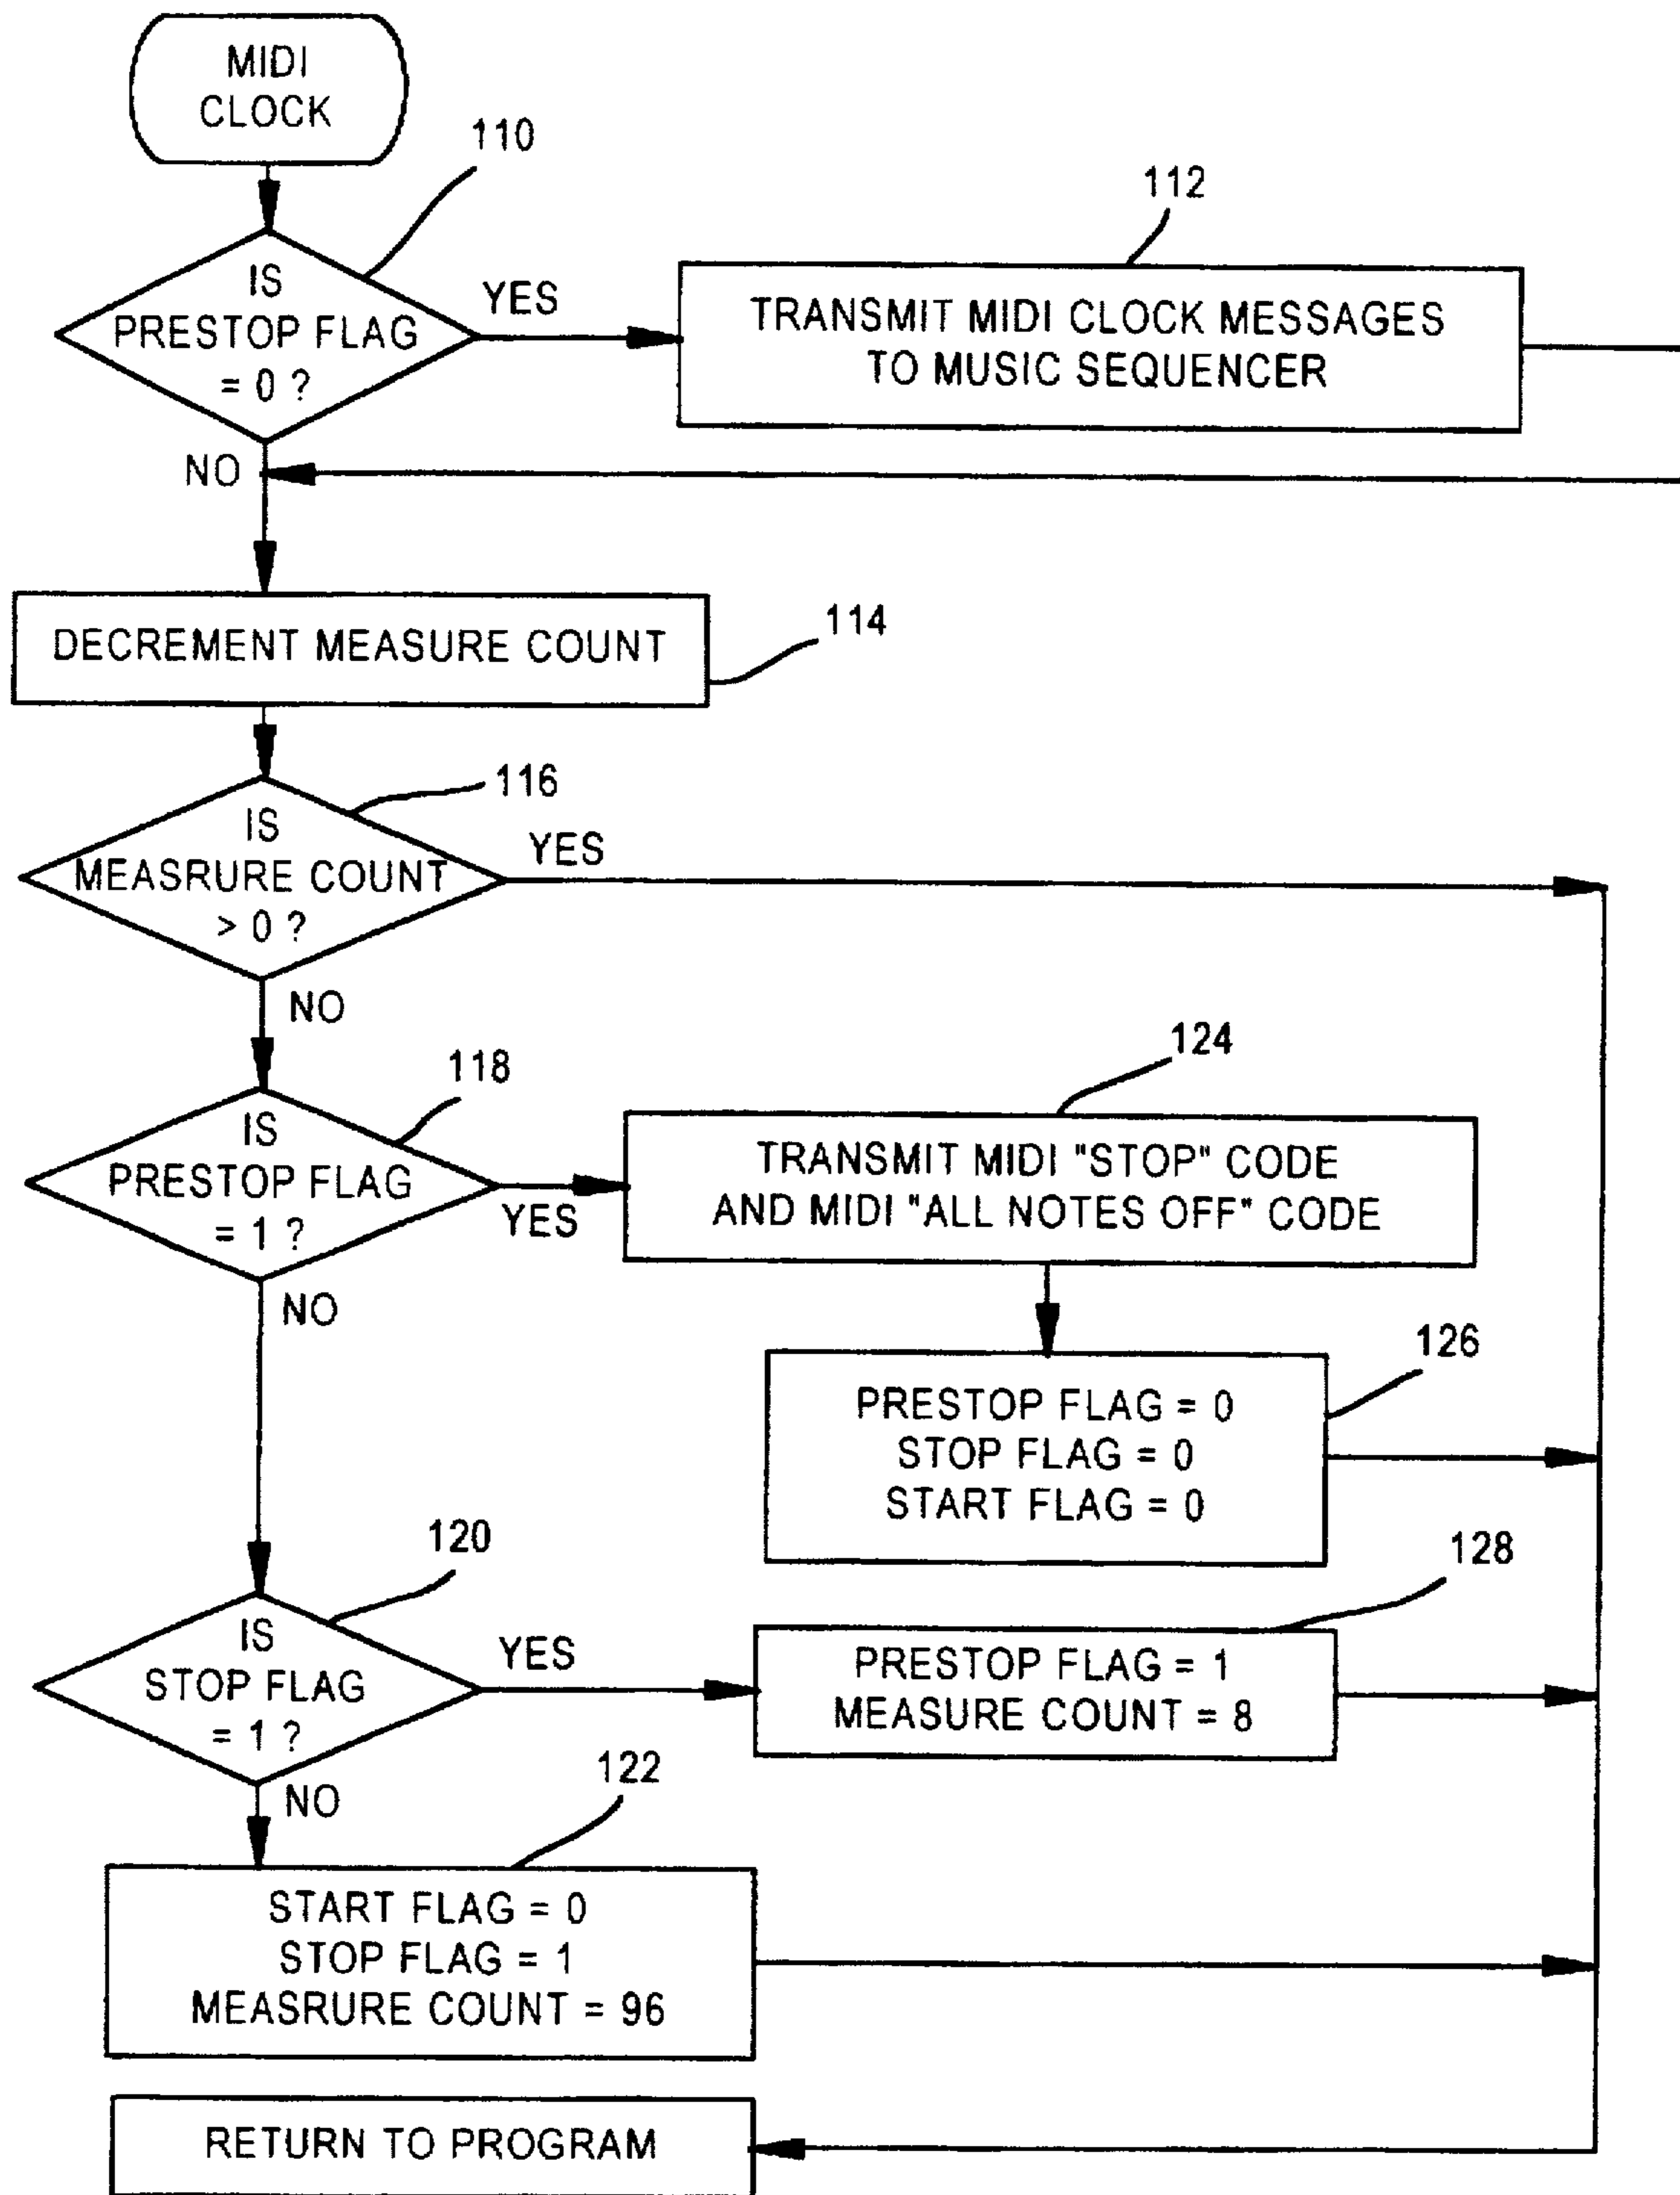 MIDI
CLOCK
110
112
IS
PRESTOP FLAG
= 0 ?
YES
TRANSMIT MIDI CLOCK MESSAGES
TO MUSIC SEQUENCER
NO
DECREMENT MEASURE COUNT
114
116
IS
MEASRURE COUNT
> 0 ?
YES
NO
118
124
IS
PRESTOP FLAG
= 1 ?
YES
TRANSMIT MIDI "STOP" CODE
AND MIDI "ALL NOTES OFF" CODE
NO
126
PRESTOP FLAG = 0
STOP FLAG = 0
START FLAG = 0
120
128
IS
STOP FLAG
= 1 ?
YES
PRESTOP FLAG = 1
MEASURE COUNT = 8
NO
122
START FLAG = 0
STOP FLAG = 1
MEASRURE COUNT = 96
RETURN TO PROGRAM